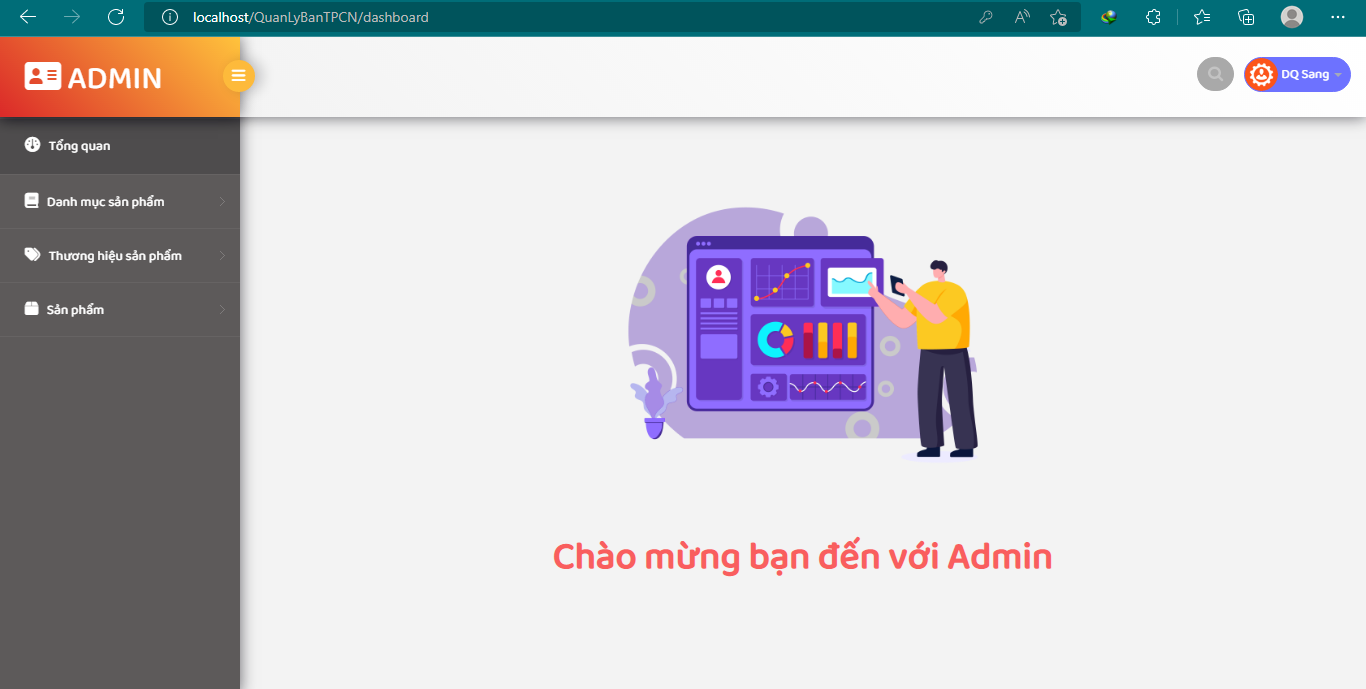 localhost/QuanLyBanTPCN/dashboard
ADMIN
DQ Sang
Tổng quan
Danh mục sản phẩm
Thương hiệu sản phẩm
Sản phẩm
Chào mừng bạn đến với Admin